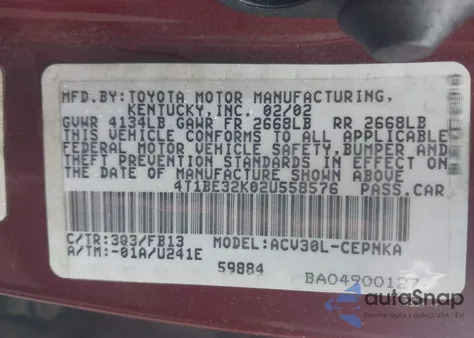 MFD.BY:TOYOTA MOTOR MANUFACTURING,
KENTUCKY, INC. 02/02
GVWR 4134LB GAWR FR 2668LB RR 2668LB
THIS VEHICLE CONFORMS TO ALL APPLICABLE
FEDERAL MOTOR VEHICLE SAFETY, BUMPER AND
THEFT PREVENTION STANDARDS IN EFFECT ON
THE DATE OF MANUFACTURE SHOWN ABOVE
4T1BE32K02U558576 PASS.CAR
C/TR:3Q3/FB13 MODEL:ACV30L-CEPNKA
A/TM:-01A/U241E
59884 BA04900127
autoSnap